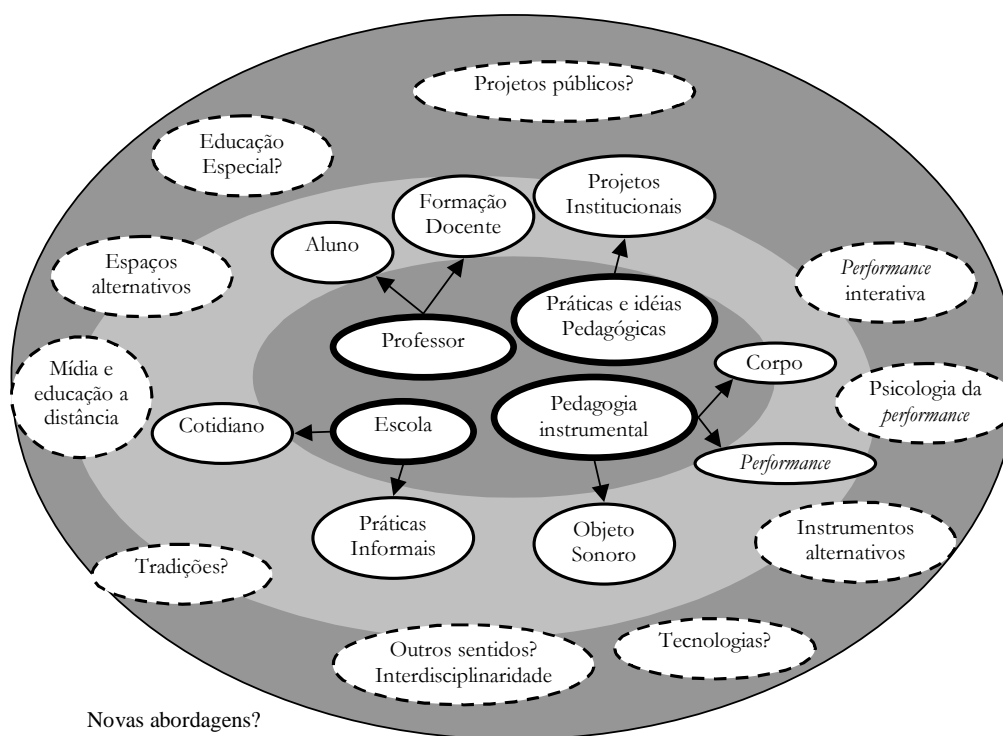 Projetos públicos?
Educação
Especial?
Formação
Docente
Projetos
Institucionais
Aluno
Espaços
alternativos
Performance
interativa
Práticas e idéias
Pedagógicas
Professor
Corpo
Mídia e
educação a
distância
Psicologia da
performance
Pedagogia
instrumental
Cotidiano
Escola
Performance
Práticas
Informais
Objeto
Sonoro
Instrumentos
alternativos
Tradições?
Outros sentidos?
Interdisciplinaridade
Tecnologias?
Novas abordagens?